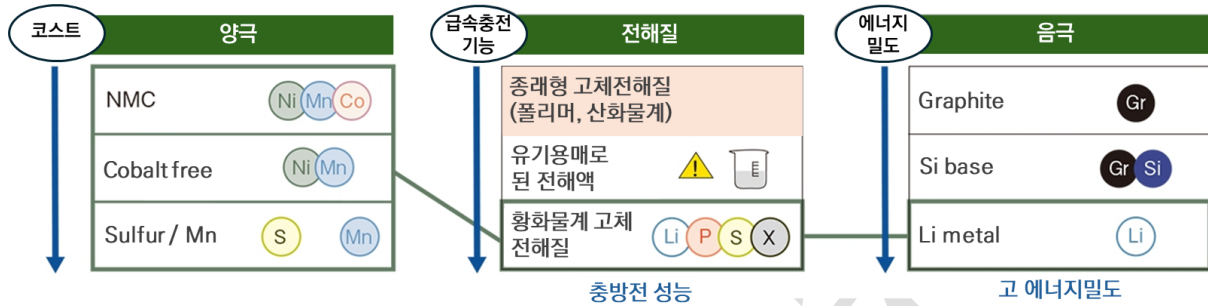 코스트
양극
NMC
Ni Mn Co
Cobalt free
Ni Mn
Sulfur / Mn
S Mn
급속충전
기능
전해질
종래형 고체전해질
(폴리머, 산화물계)
유기용매로
된 전해액
황화물계 고체
전해질
Li P S X
충방전 성능
에너지
밀도
음극
Graphite
Gr
Si base
Gr Si
Li metal
Li
고 에너지밀도